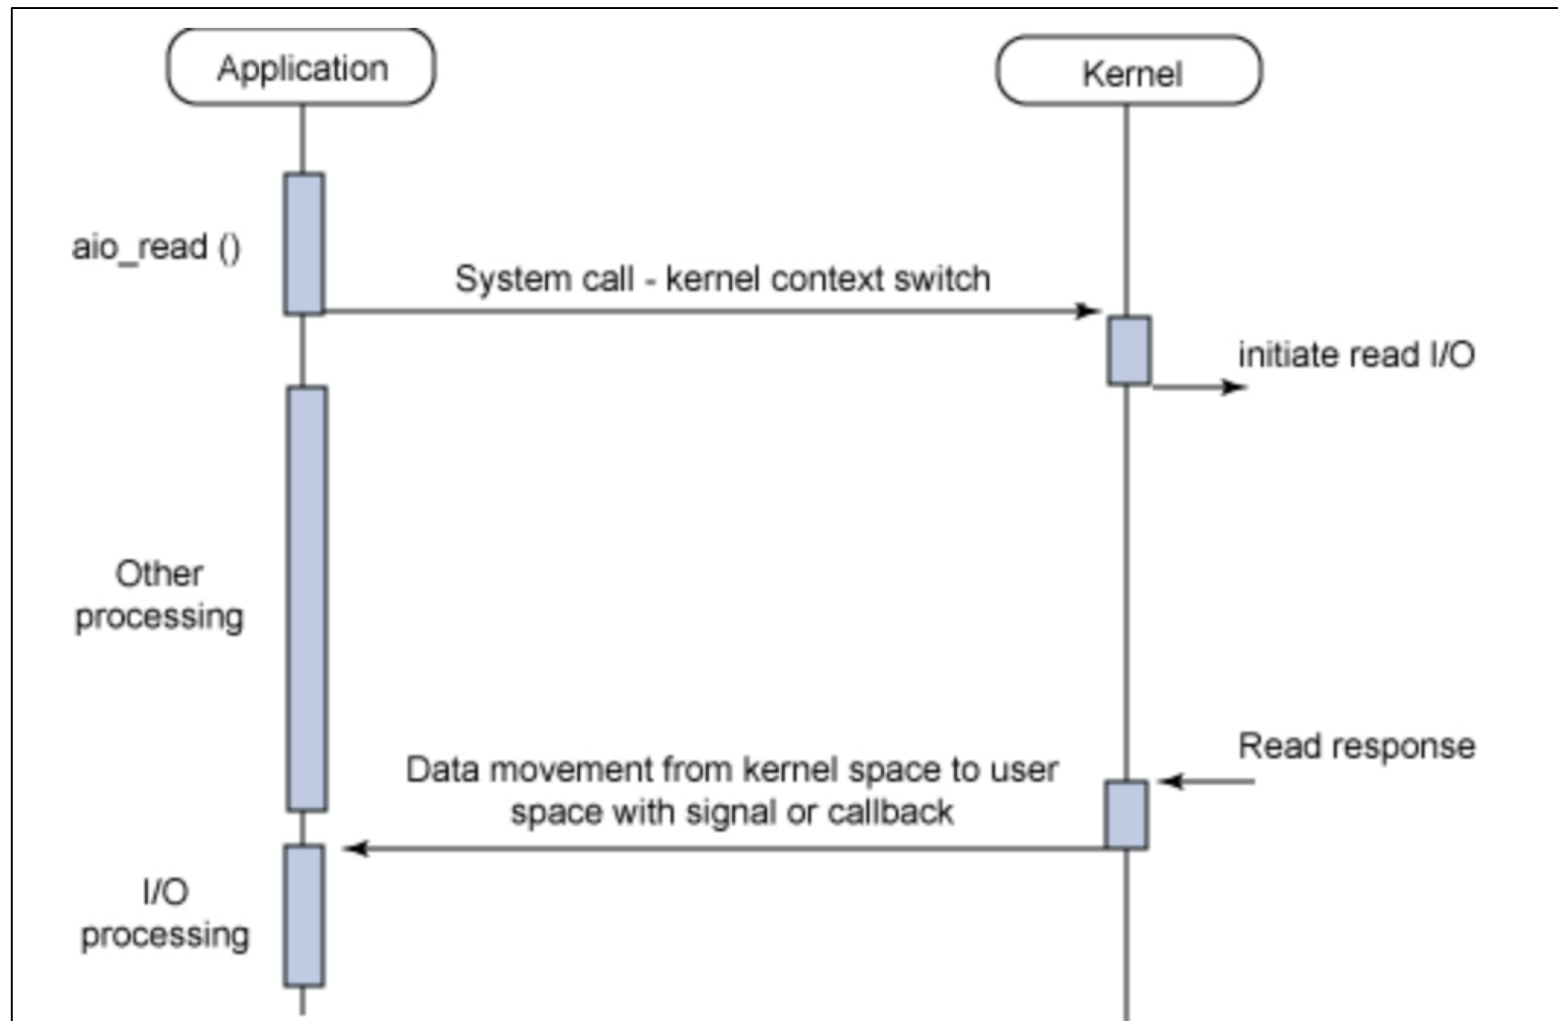 Application
Kernel
aio_read ()
System call - kernel context switch
initiate read I/O
Other
processing
Read response
Data movement from kernel space to user
space with signal or callback
I/O
processing